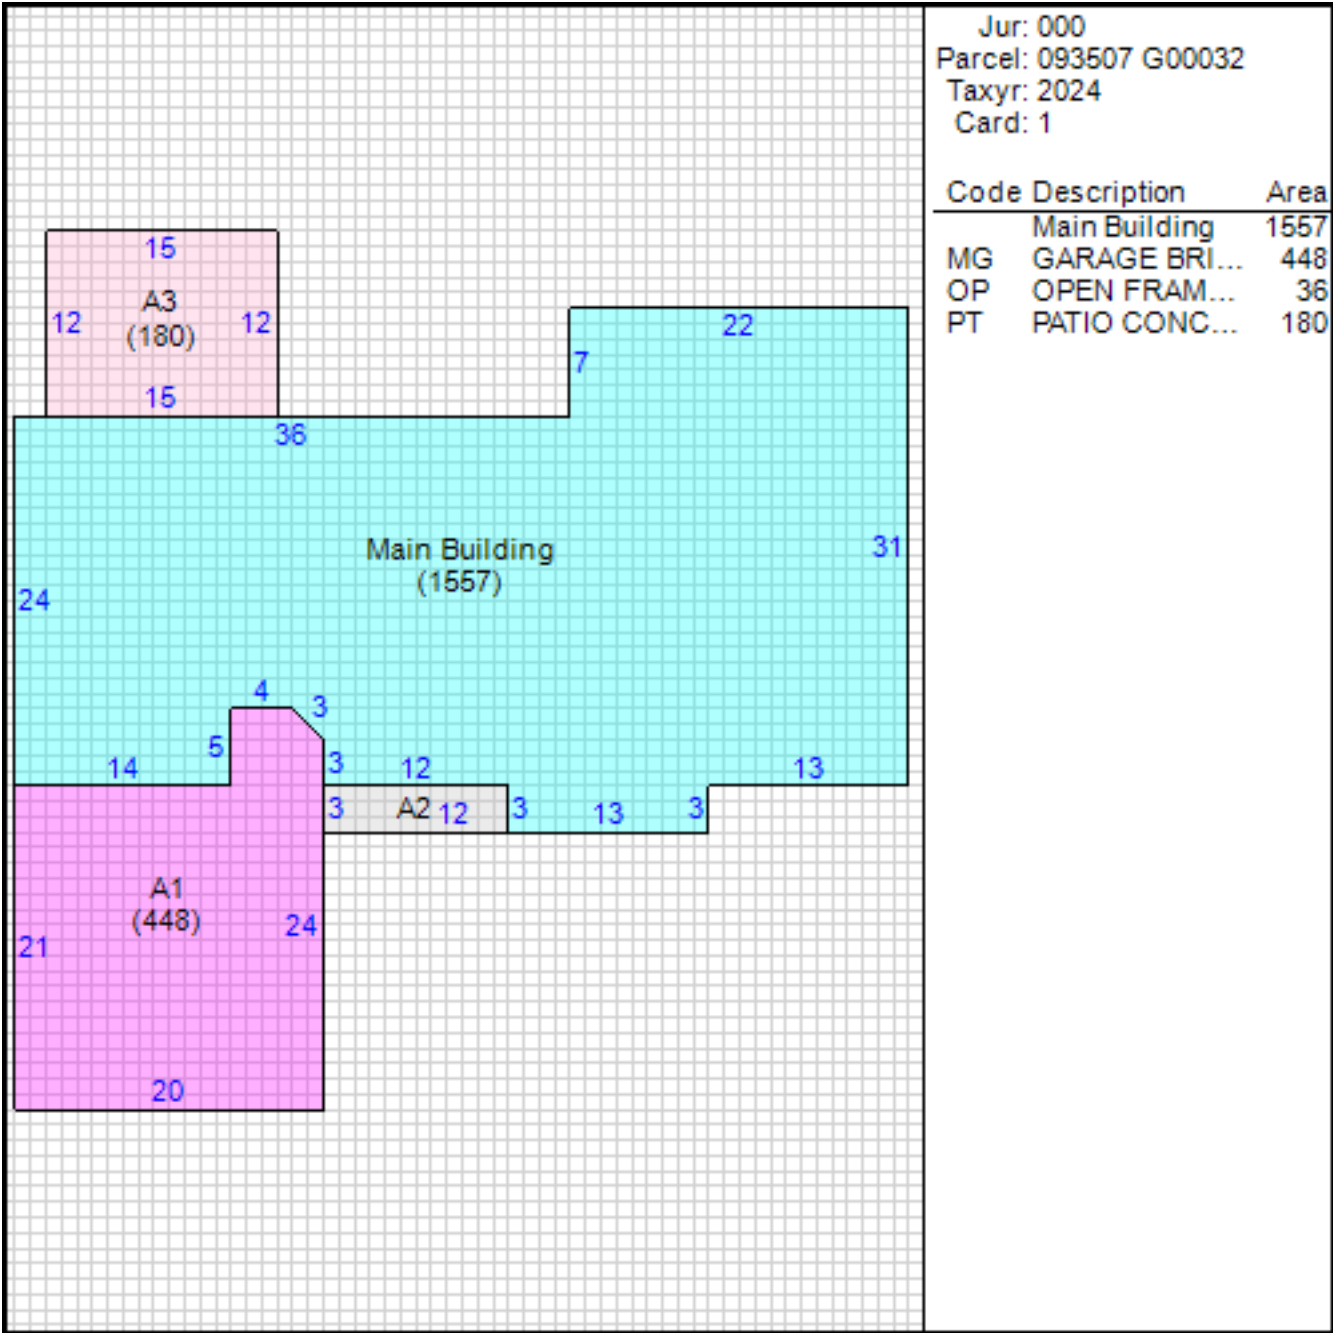 Jur: 000
Parcel: 093507 G00032
Taxyr: 2024
Card: 1
Code Description Area
Main Building 1557
MG GARAGE BRI... 448
OP OPEN FRAM... 36
PT PATIO CONC... 180
15
A3
12 12
(180)
15
22
7
36
Main Building
31
(1557)
24
4
3
5
3
14 12 13
3 A2 12 3 13 3
A1
(448)
24
21
20